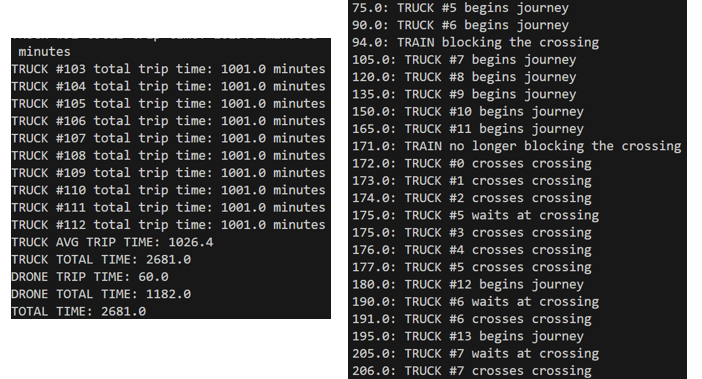 minutes
TRUCK #103 total trip time: 1001.0 minutes
TRUCK #104 total trip time: 1001.0 minutes
TRUCK #105 total trip time: 1001.0 minutes
TRUCK #106 total trip time: 1001.0 minutes
TRUCK #107 total trip time: 1001.0 minutes
TRUCK #108 total trip time: 1001.0 minutes
TRUCK #109 total trip time: 1001.0 minutes
TRUCK #110 total trip time: 1001.0 minutes
TRUCK #111 total trip time: 1001.0 minutes
TRUCK #112 total trip time: 1001.0 minutes
TRUCK AVG TRIP TIME: 1026.4
TRUCK TOTAL TIME: 2681.0
DRONE TRIP TIME: 60.0
DRONE TOTAL TIME: 1182.0
TOTAL TIME: 2681.0
75.0: TRUCK #5 begins journey
90.0: TRUCK #6 begins journey
94.0: TRAIN blocking the crossing
105.0: TRUCK #7 begins journey
120.0: TRUCK #8 begins journey
135.0: TRUCK #9 begins journey
150.0: TRUCK #10 begins journey
165.0: TRUCK #11 begins journey
171.0: TRAIN no longer blocking the crossing
172.0: TRUCK #0 crosses crossing
173.0: TRUCK #1 crosses crossing
174.0: TRUCK #2 crosses crossing
175.0: TRUCK #5 waits at crossing
175.0: TRUCK #3 crosses crossing
176.0: TRUCK #4 crosses crossing
177.0: TRUCK #5 crosses crossing
180.0: TRUCK #12 begins journey
190.0: TRUCK #6 waits at crossing
191.0: TRUCK #6 crosses crossing
195.0: TRUCK #13 begins journey
205.0: TRUCK #7 waits at crossing
206.0: TRUCK #7 crosses crossing